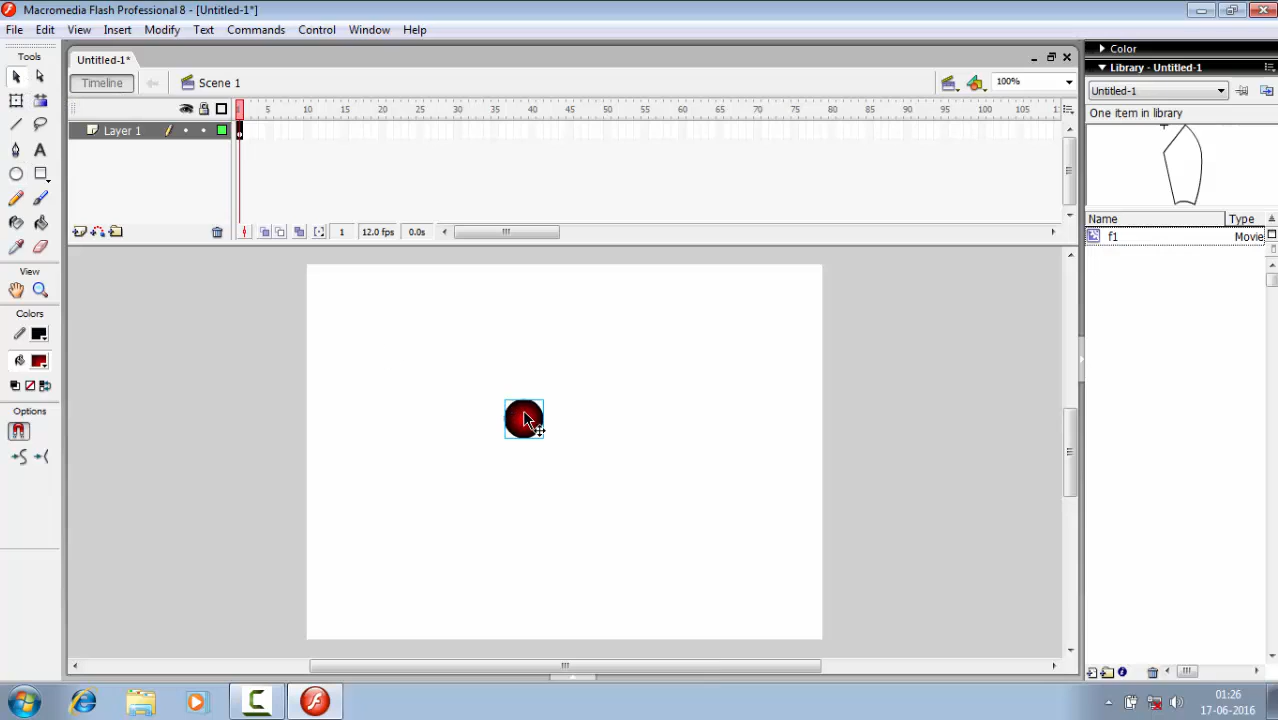 Macromedia Flash Professional 8 - [Untitled-1*]
File Edit View Insert Modify Text Commands Control Window Help
Tools
Untitled-1*
Timeline
Scene 1
100%
5 10 15 20 25 30 35 40 45 50 55 60 65 70 75 80 85 90 95 100 105
Layer 1
1 12.0 fps 0.0s
View
Colors
Options
Color
Library - Untitled-1
Untitled-1
One item in library
Name Type
f1 Movie
01:26
17-06-2016